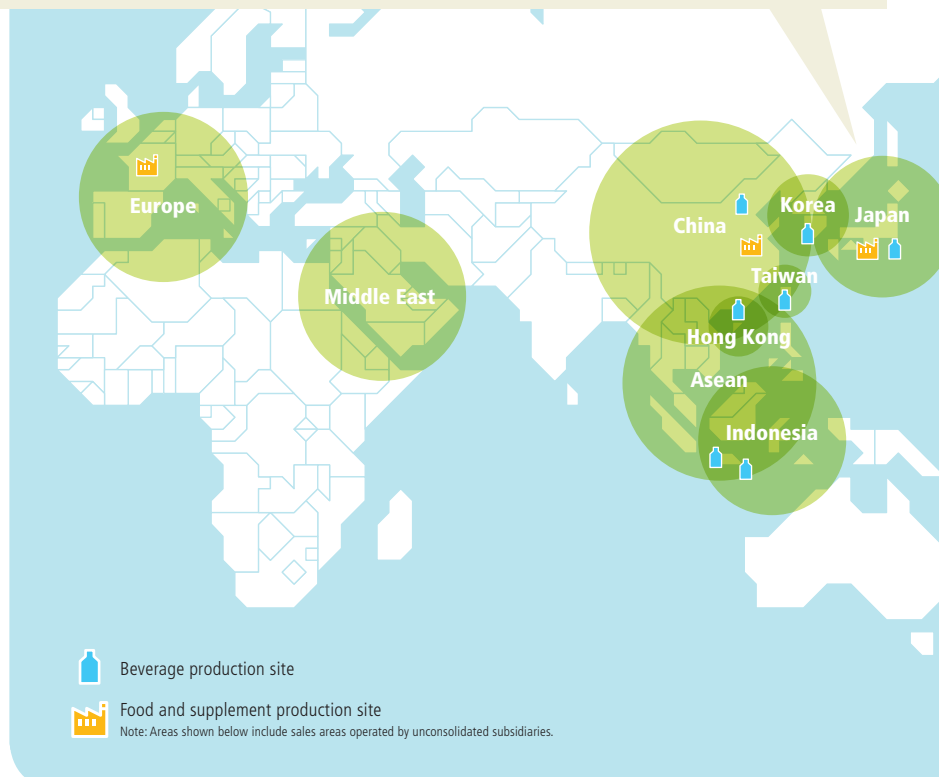 Europe
Middle East
China
Korea
Japan
Taiwan
Hong Kong
Asean
Indonesia
Beverage production site
Food and supplement production site
Note: Areas shown below include sales areas operated by unconsolidated subsidiaries.